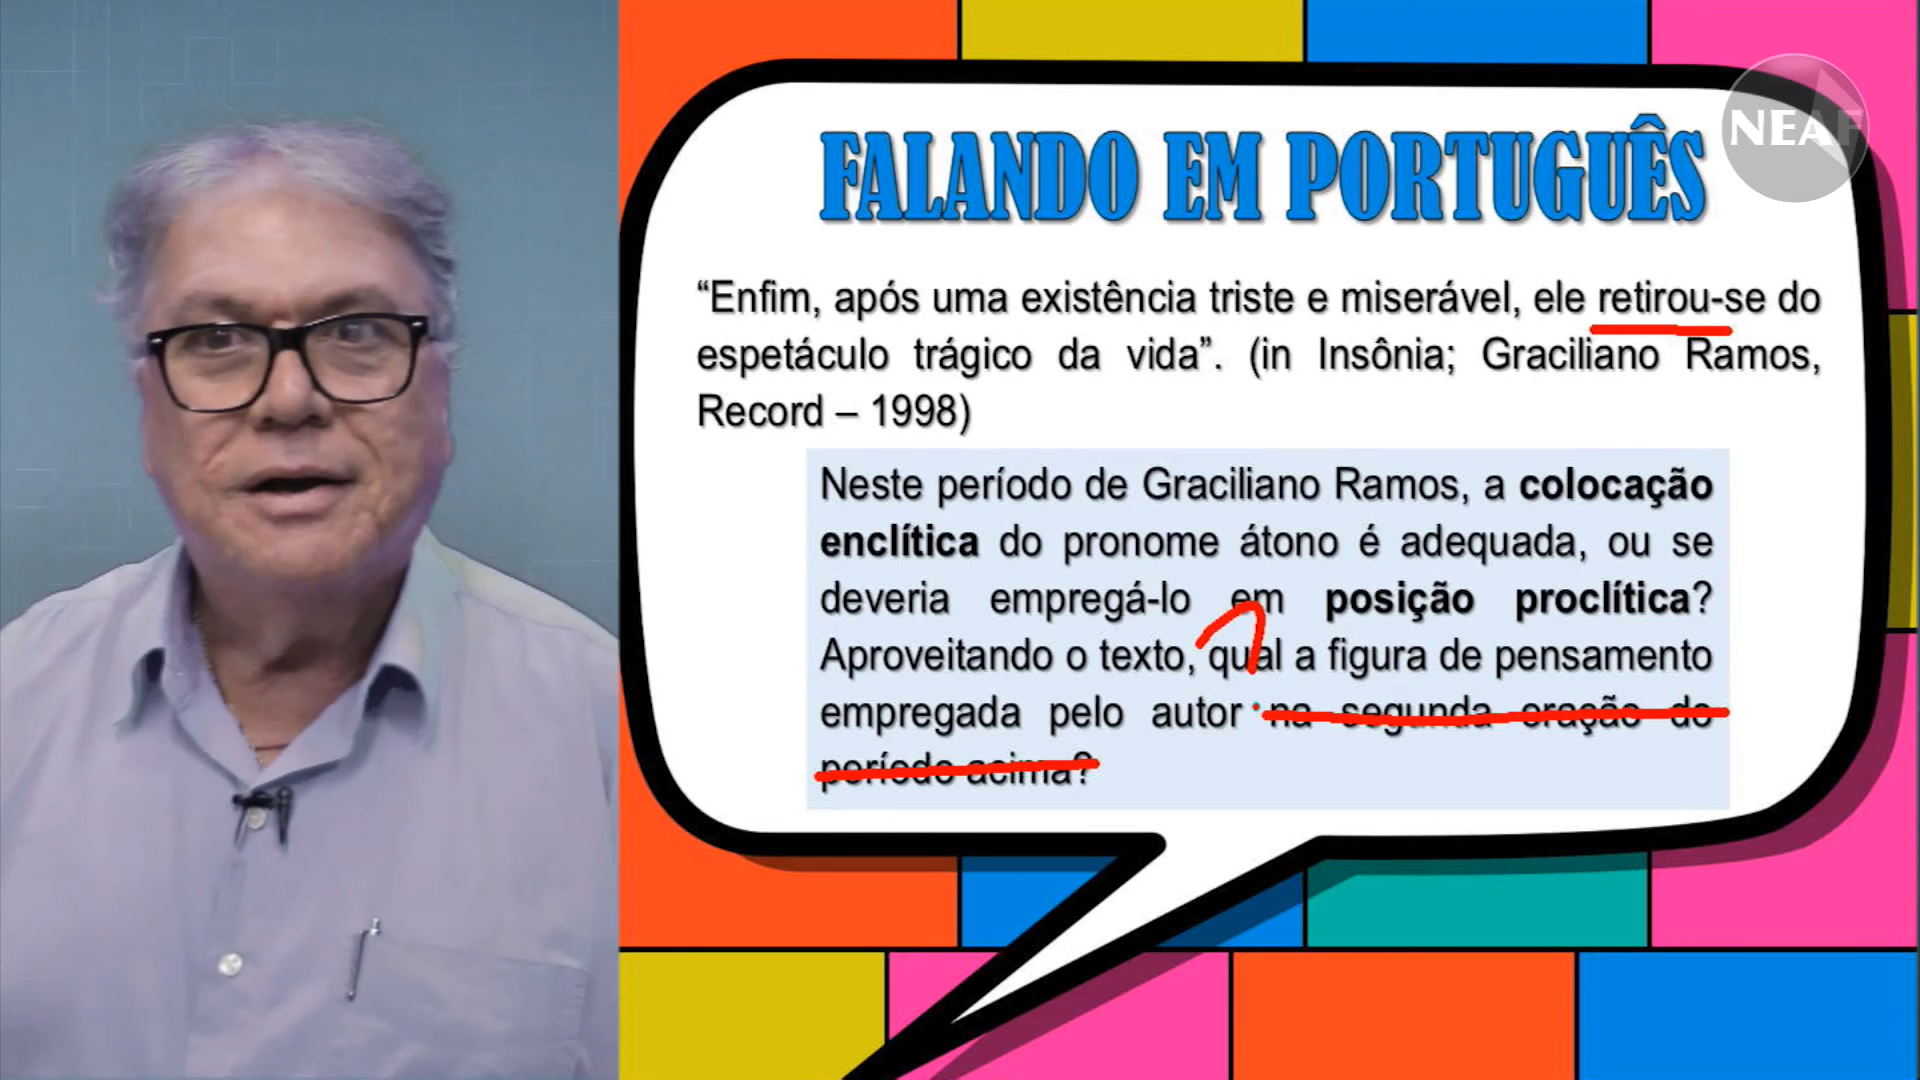 FALANDO EM PORTUGUÊS
NEAF
“Enfim, após uma existência triste e miserável, ele retirou-se do
espetáculo trágico da vida”. (in Insônia; Graciliano Ramos,
Record – 1998)
Neste período de Graciliano Ramos, a colocação
enclítica do pronome átono é adequada, ou se
deveria empregá-lo em posição proclítica?
Aproveitando o texto, qual a figura de pensamento
empregada pelo autor na segunda oração do
período acima?